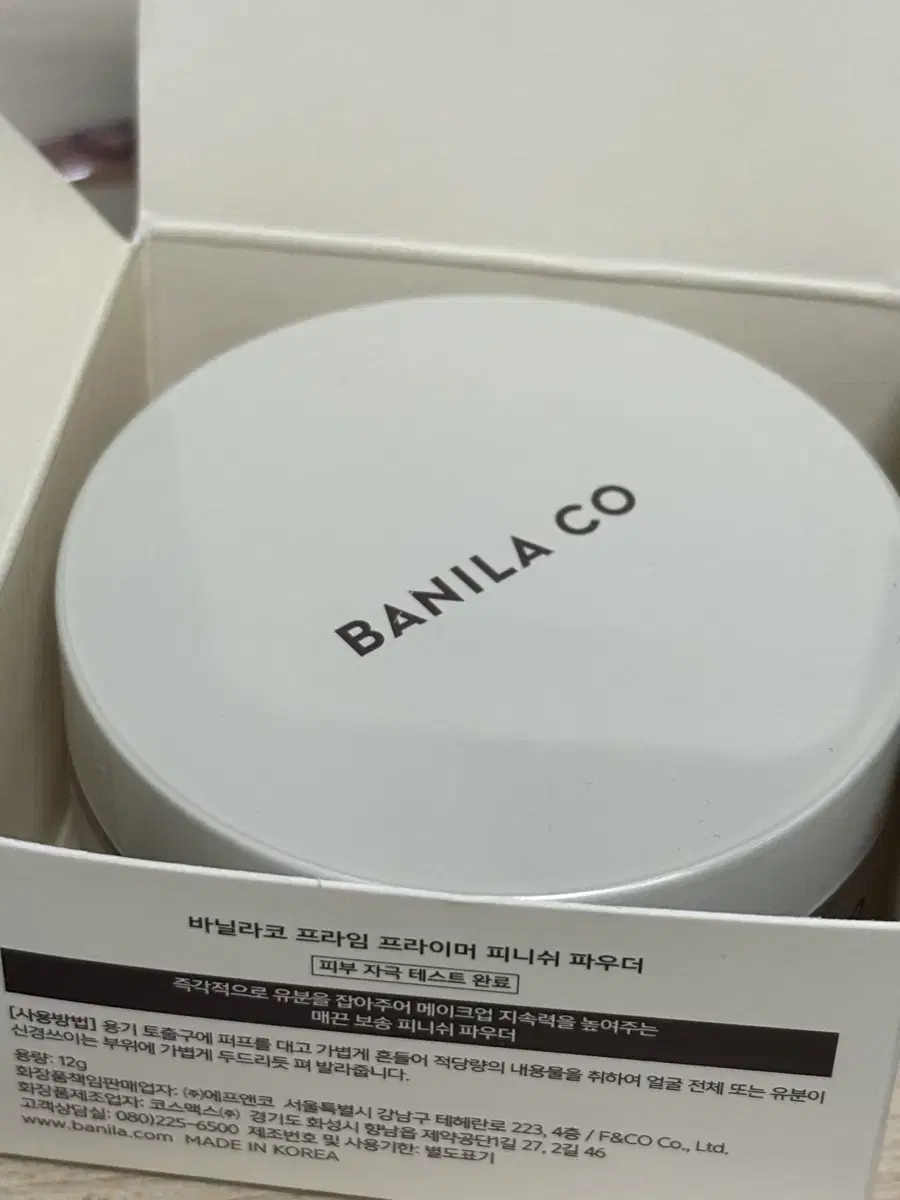 BANILA CO
바닐라코 프라임 프라이머 피니쉬 파우더
피부 자극 테스트 완료
즉각적으로 유분을 잡아주어 메이크업 지속력을 높여주는
매끈 보송 피니쉬 파우더
[사용방법] 용기 토출구에 퍼프를 대고 가볍게 흔들어 적당량의 내용물을 취하여 얼굴 전체 또는 유분이
신경쓰이는 부위에 가볍게 두드리듯 펴 발라줍니다.
용량: 12g
화장품책임판매업자: ㈜에프앤코 서울특별시 강남구 테헤란로 223, 4층 / F&CO Co., Ltd.
화장품제조업자: 코스맥스㈜ 경기도 화성시 향남읍 제약공단1길 27, 2길 46
고객상담실: 080)225-6500 제조번호 및 사용기한: 별도표기
www.banila.com MADE IN KOREA